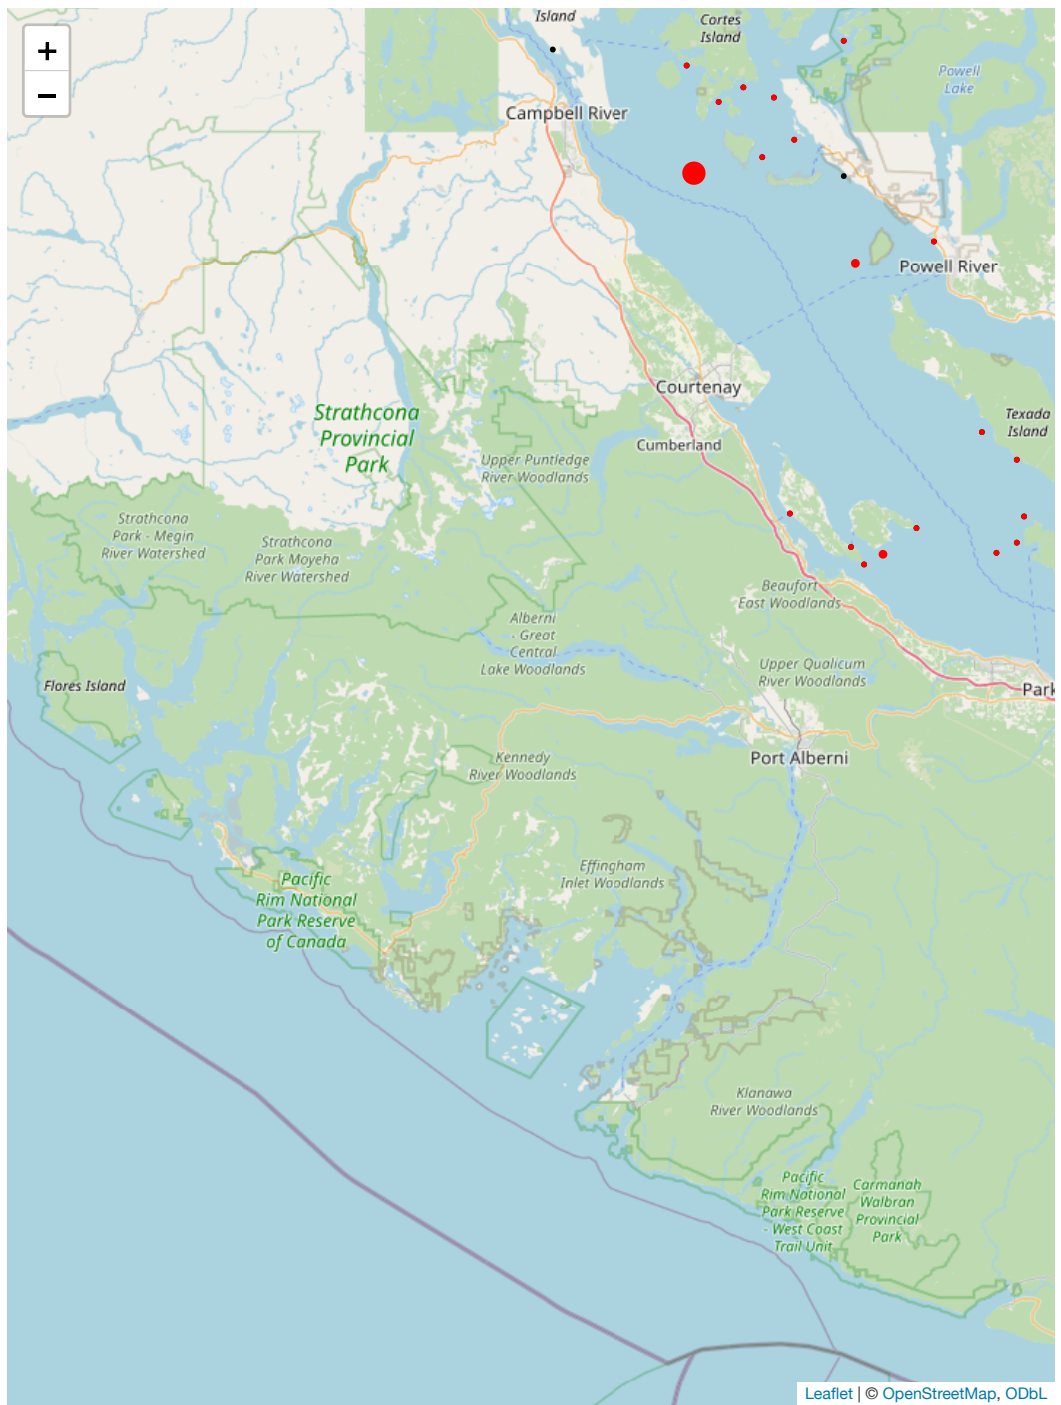 +
−
Island
Cortes
Island
Powell
Lake
Campbell River
Powell River
Courtenay
Strathcona
Provincial
Park
Texada
Island
Cumberland
Upper Puntledge
River Woodlands
Strathcona
Park - Megin
River Watershed
Strathcona
Park Moyeha
River Watershed
Beaufort
East Woodlands
Alberni
- Great
Central
Lake Woodlands
Upper Qualicum
River Woodlands
Flores Island
Park
Port Alberni
Kennedy
River Woodlands
Effingham
Inlet Woodlands
Pacific
Rim National
Park Reserve
of Canada
Klanawa
River Woodlands
Pacific
Rim National
Park Reserve
- West Coast
Trail Unit
Carmanah
Walbran
Provincial
Park
Leaflet | © OpenStreetMap, ODbL